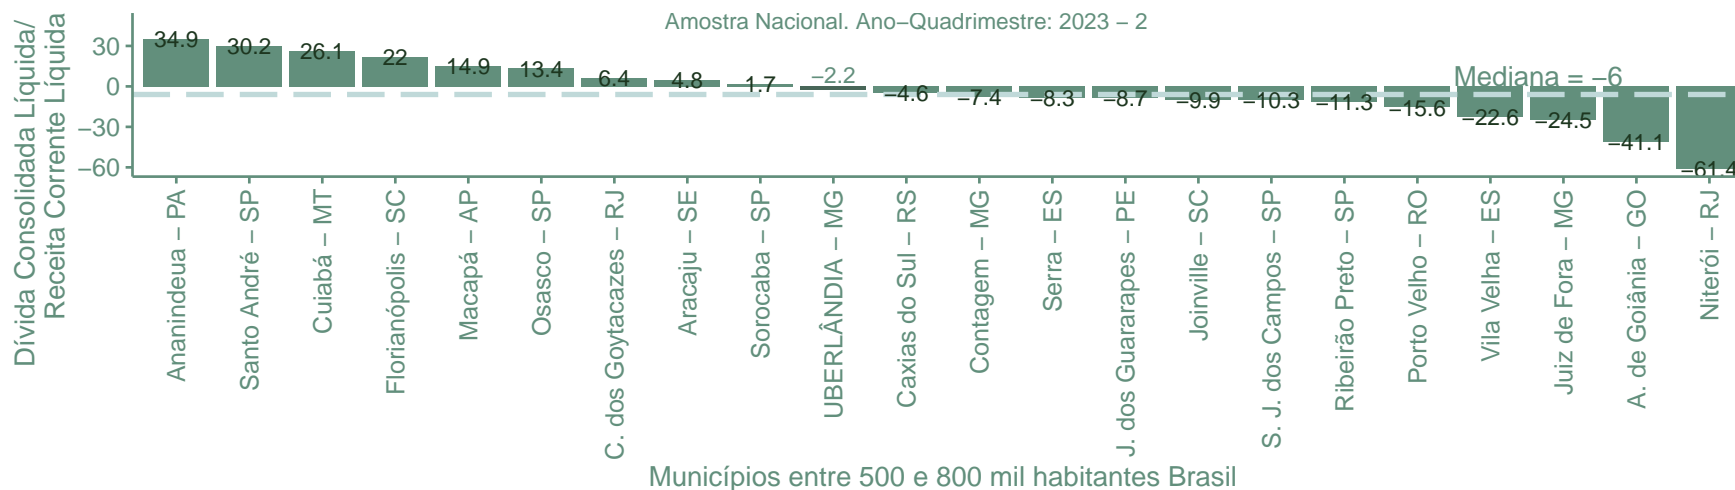 Amostra Nacional. Ano−Quadrimestre: 2023 − 2
Dívida Consolidada Líquida/
Receita Corrente Líquida
30
0
−30
−60
34.9
30.2
26.1
22
14.9
13.4
6.4
4.8
1.7
−2.2
−4.6
−7.4
−8.3
−8.7
−9.9
−10.3
−11.3
−15.6
−22.6
−24.5
−41.1
−61.4
Mediana = −6
Ananindeua − PA
Santo André − SP
Cuiabá − MT
Florianópolis − SC
Macapá − AP
Osasco − SP
C. dos Goytacazes − RJ
Aracaju − SE
Sorocaba − SP
UBERLÂNDIA − MG
Caxias do Sul − RS
Contagem − MG
Serra − ES
J. dos Guararapes − PE
Joinville − SC
S. J. dos Campos − SP
Ribeirão Preto − SP
Porto Velho − RO
Vila Velha − ES
Juiz de Fora − MG
A. de Goiânia − GO
Niterói − RJ
Municípios entre 500 e 800 mil habitantes Brasil